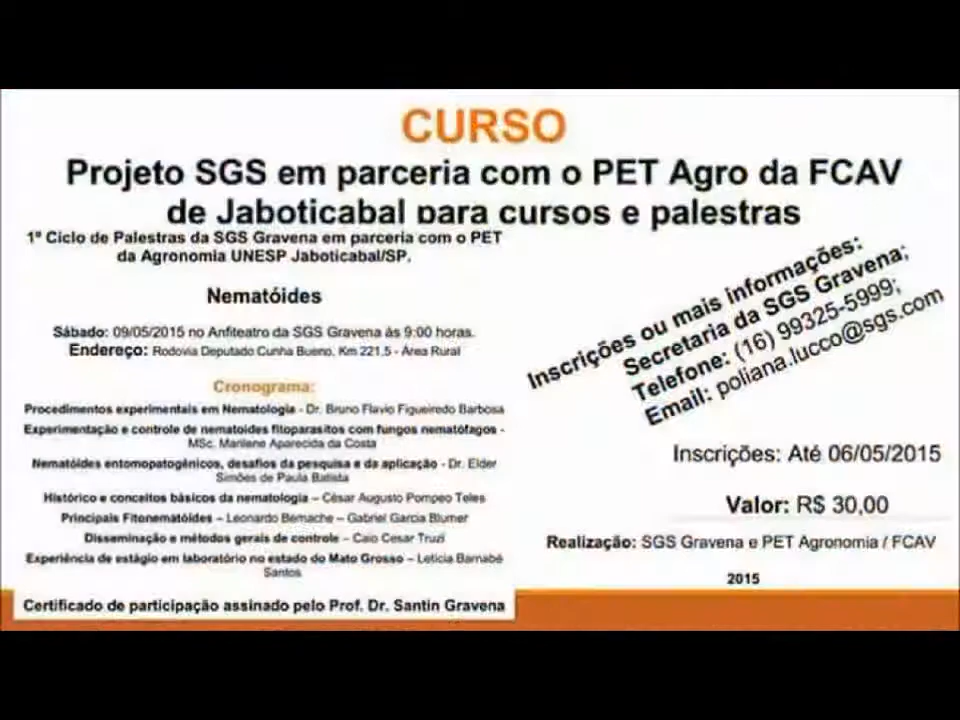 CURSO
Projeto SGS em parceria com o PET Agro da FCAV
de Jaboticabal para cursos e palestras
1º Ciclo de Palestras da SGS Gravena em parceria com o PET
da Agronomia UNESP Jaboticabal/SP.
Nematóides
Sábado: 09/05/2015 no Anfiteatro da SGS Gravena às 9:00 horas.
Endereço: Rodovia Deputado Cunha Bueno, Km 221,5 - Área Rural
Cronograma:
Procedimentos experimentais em Nematologia - Dr. Bruno Flavio Figueiredo Barbosa
Experimentação e controle de nematoides fitoparasitos com fungos nematófagos -
MSc. Marilene Aparecida da Costa
Nematóides entomopatogênicos, desafios da pesquisa e da aplicação - Dr. Elder
Simões de Paula Batista
Histórico e conceitos básicos da nematologia – César Augusto Pompeo Teles
Principais Fitonematóides – Leonardo Bernache – Gabriel Garcia Blumer
Disseminação e métodos gerais de controle – Caio Cesar Truzi
Experiência de estágio em laboratório no estado do Mato Grosso – Leticia Barnabé
Santos
Certificado de participação assinado pelo Prof. Dr. Santin Gravena
Inscrições ou mais informações:
Secretaria da SGS Gravena;
Telefone: (16) 99325-5999;
Email: poliana.lucco@sgs.com
Inscrições: Até 06/05/2015
Valor: R$ 30,00
Realização: SGS Gravena e PET Agronomia / FCAV
2015